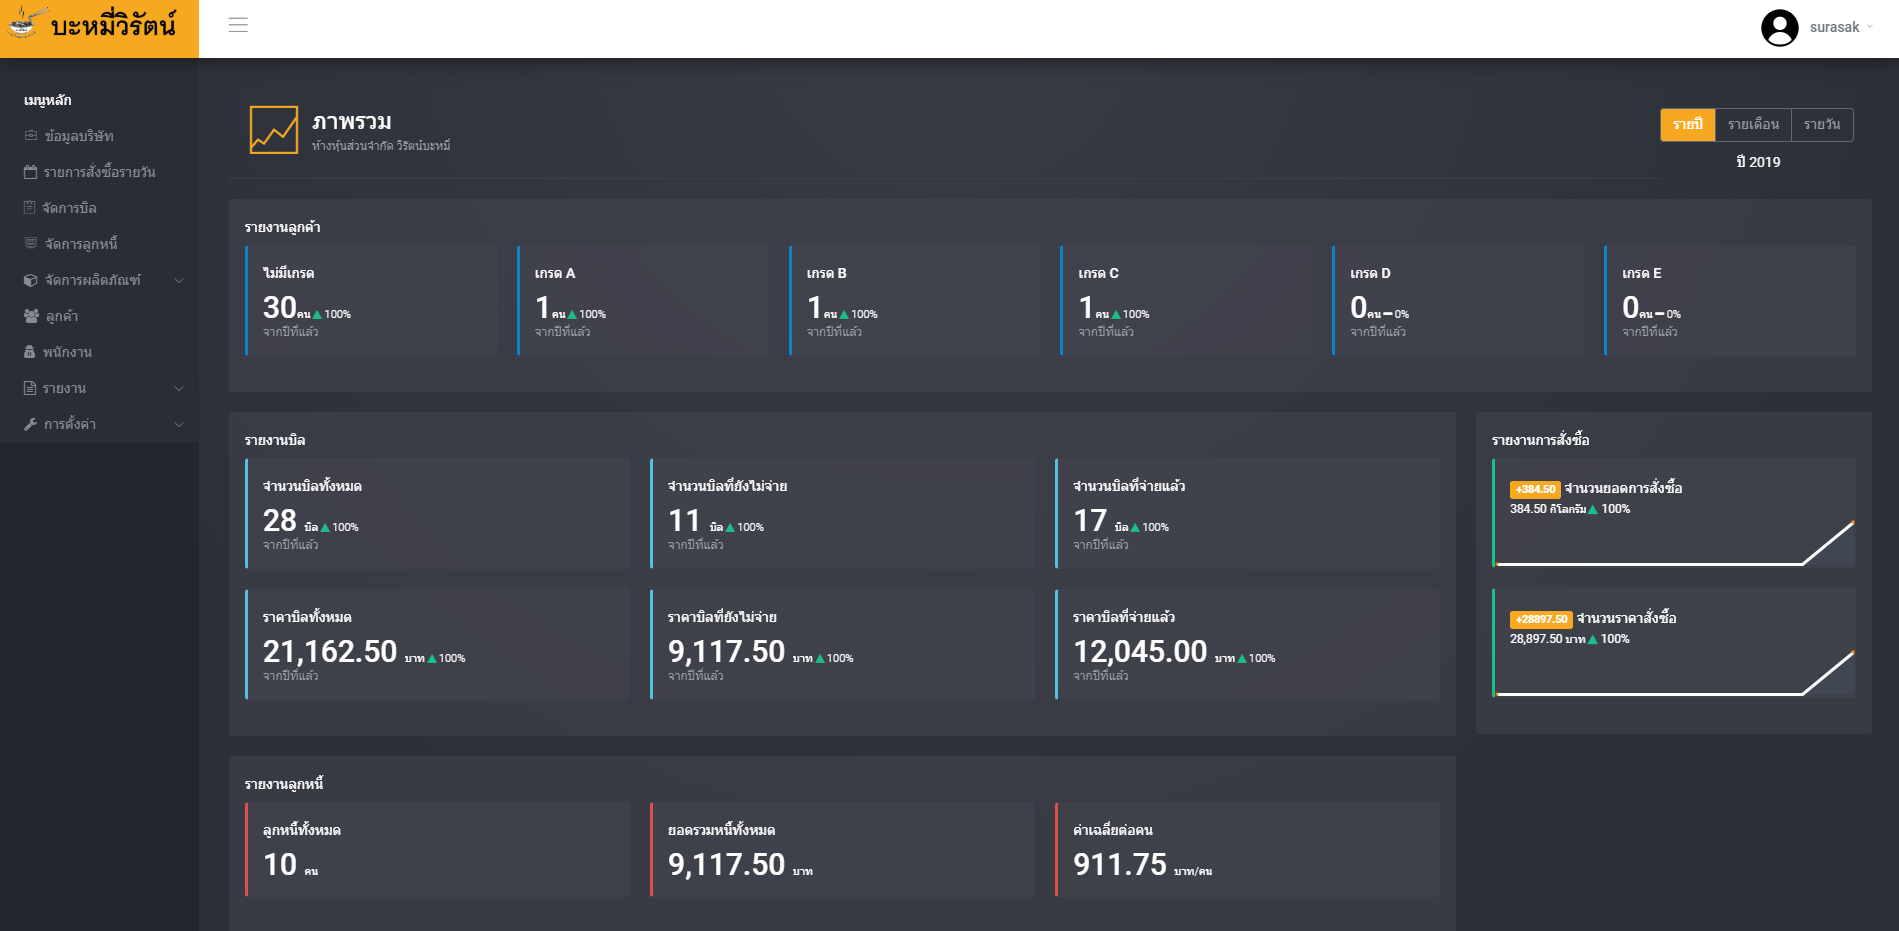 บะหมี่วิรัตน์
surasak
เมนูหลัก
ข้อมูลบริษัท
รายการสั่งซื้อรายวัน
จัดการบิล
จัดการลูกหนี้
จัดการผลิตภัณฑ์
ลูกค้า
พนักงาน
รายงาน
การตั้งค่า
ภาพรวม
ห้างหุ้นส่วนจำกัด วิรัตน์บะหมี่
รายปี รายเดือน รายวัน
ปี 2019
รายงานลูกค้า
ไม่มีเกรด
30 คน 100%
จากปีที่แล้ว
เกรด A
1 คน 100%
จากปีที่แล้ว
เกรด B
1 คน 100%
จากปีที่แล้ว
เกรด C
1 คน 100%
จากปีที่แล้ว
เกรด D
0 คน 0%
จากปีที่แล้ว
เกรด E
0 คน 0%
จากปีที่แล้ว
รายงานบิล
จำนวนบิลทั้งหมด
28 บิล 100%
จากปีที่แล้ว
จำนวนบิลที่ยังไม่จ่าย
11 บิล 100%
จากปีที่แล้ว
จำนวนบิลที่จ่ายแล้ว
17 บิล 100%
จากปีที่แล้ว
ราคาบิลทั้งหมด
21,162.50 บาท 100%
จากปีที่แล้ว
ราคาบิลที่ยังไม่จ่าย
9,117.50 บาท 100%
จากปีที่แล้ว
ราคาบิลที่จ่ายแล้ว
12,045.00 บาท 100%
จากปีที่แล้ว
รายงานการสั่งซื้อ
+384.50 จำนวนยอดการสั่งซื้อ
384.50 กิโลกรัม 100%
+28897.50 จำนวนราคาสั่งซื้อ
28,897.50 บาท 100%
รายงานลูกหนี้
ลูกหนี้ทั้งหมด
10 คน
ยอดรวมหนี้ทั้งหมด
9,117.50 บาท
ค่าเฉลี่ยต่อคน
911.75 บาท/คน